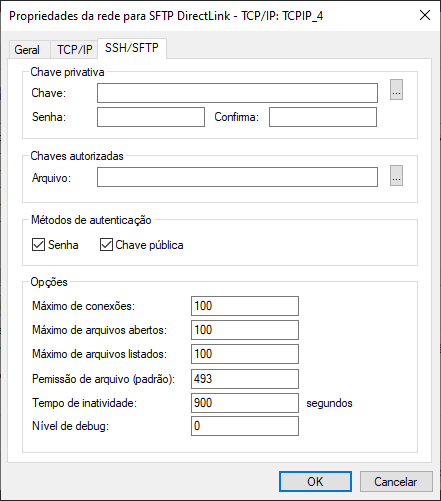 Propriedades da rede para SFTP DirectLink - TCP/IP: TCPIP_4
Geral TCP/IP SSH/SFTP
Chave privativa
Chave: ...
Senha: Confirma:
Chaves autorizadas
Arquivo: ...
Métodos de autenticação
Senha Chave pública
Opções
Máximo de conexões: 100
Máximo de arquivos abertos: 100
Máximo de arquivos listados: 100
Pemissão de arquivo (padrão): 493
Tempo de inatividade: 900 segundos
Nível de debug: 0
OK Cancelar